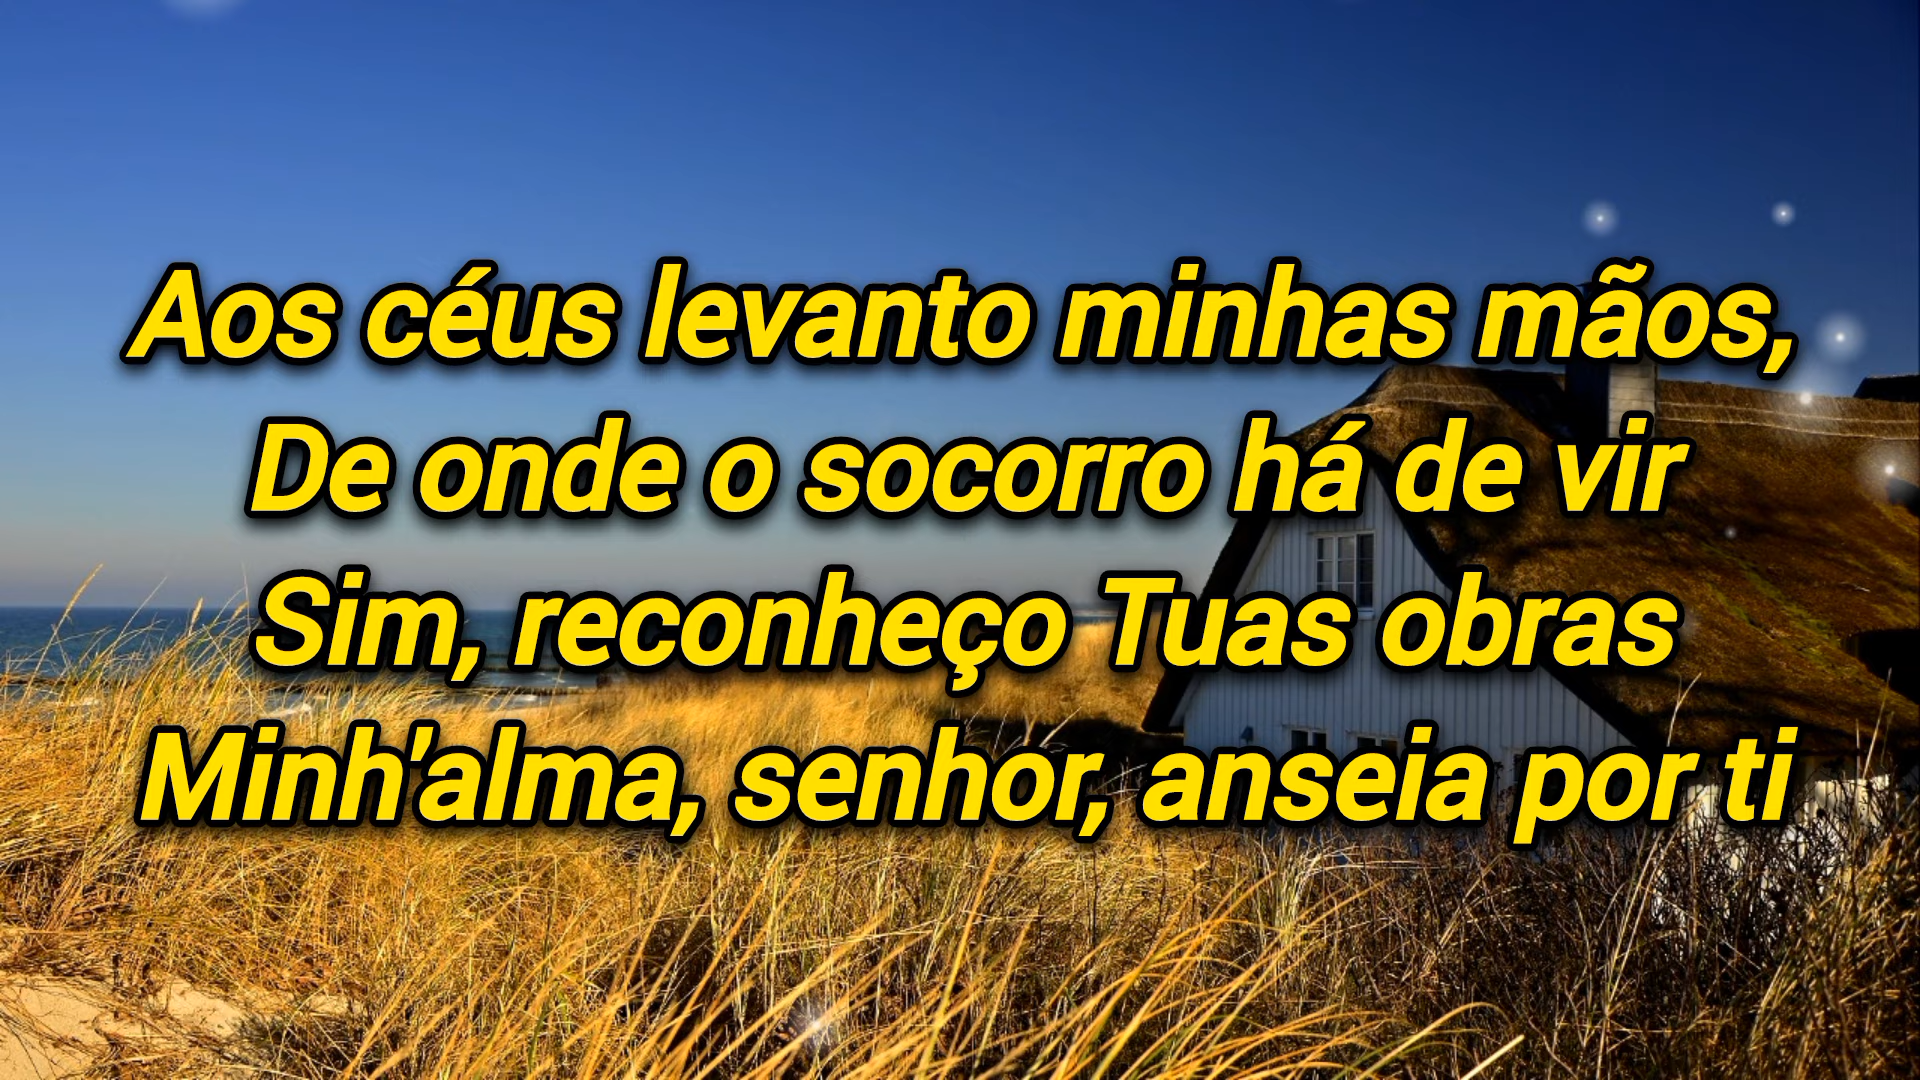 Aos céus levanto minhas mãos,
De onde o socorro há de vir
Sim, reconheço Tuas obras
Minh'alma, senhor, anseia por ti